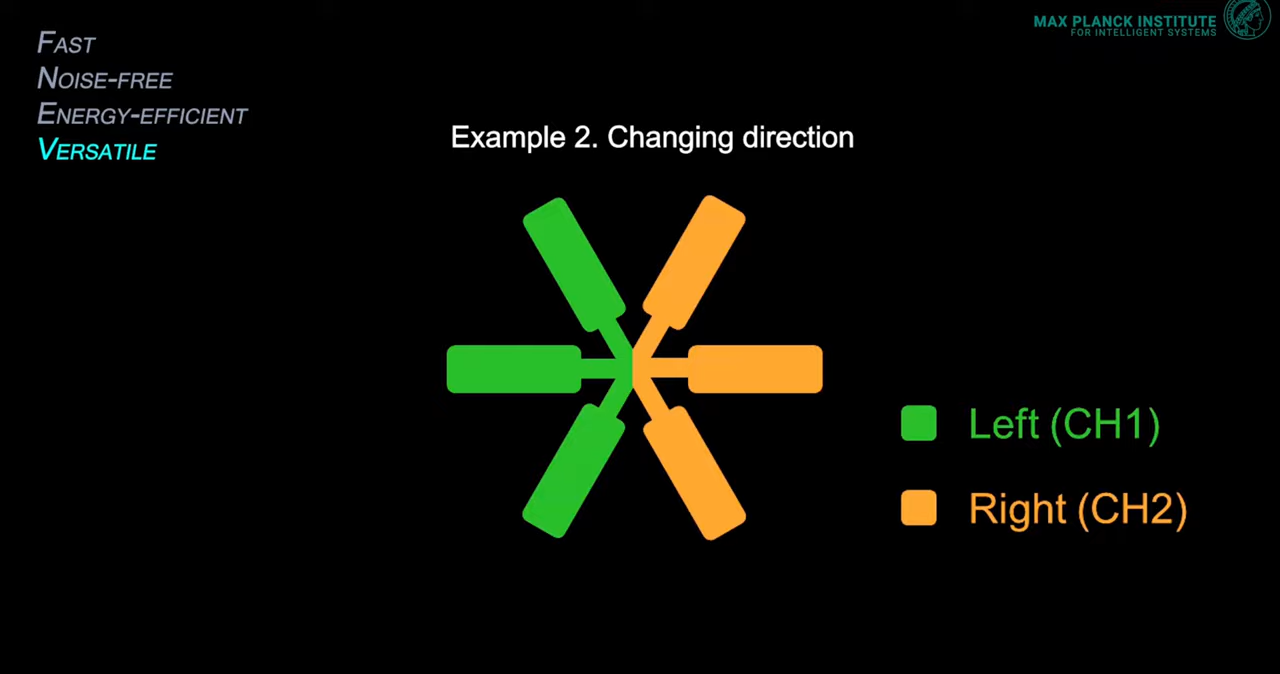 MAX PLANCK INSTITUTE
FOR INTELLIGENT SYSTEMS
FAST
NOISE-FREE
ENERGY-EFFICIENT
VERSATILE
Example 2. Changing direction
Left (CH1)
Right (CH2)